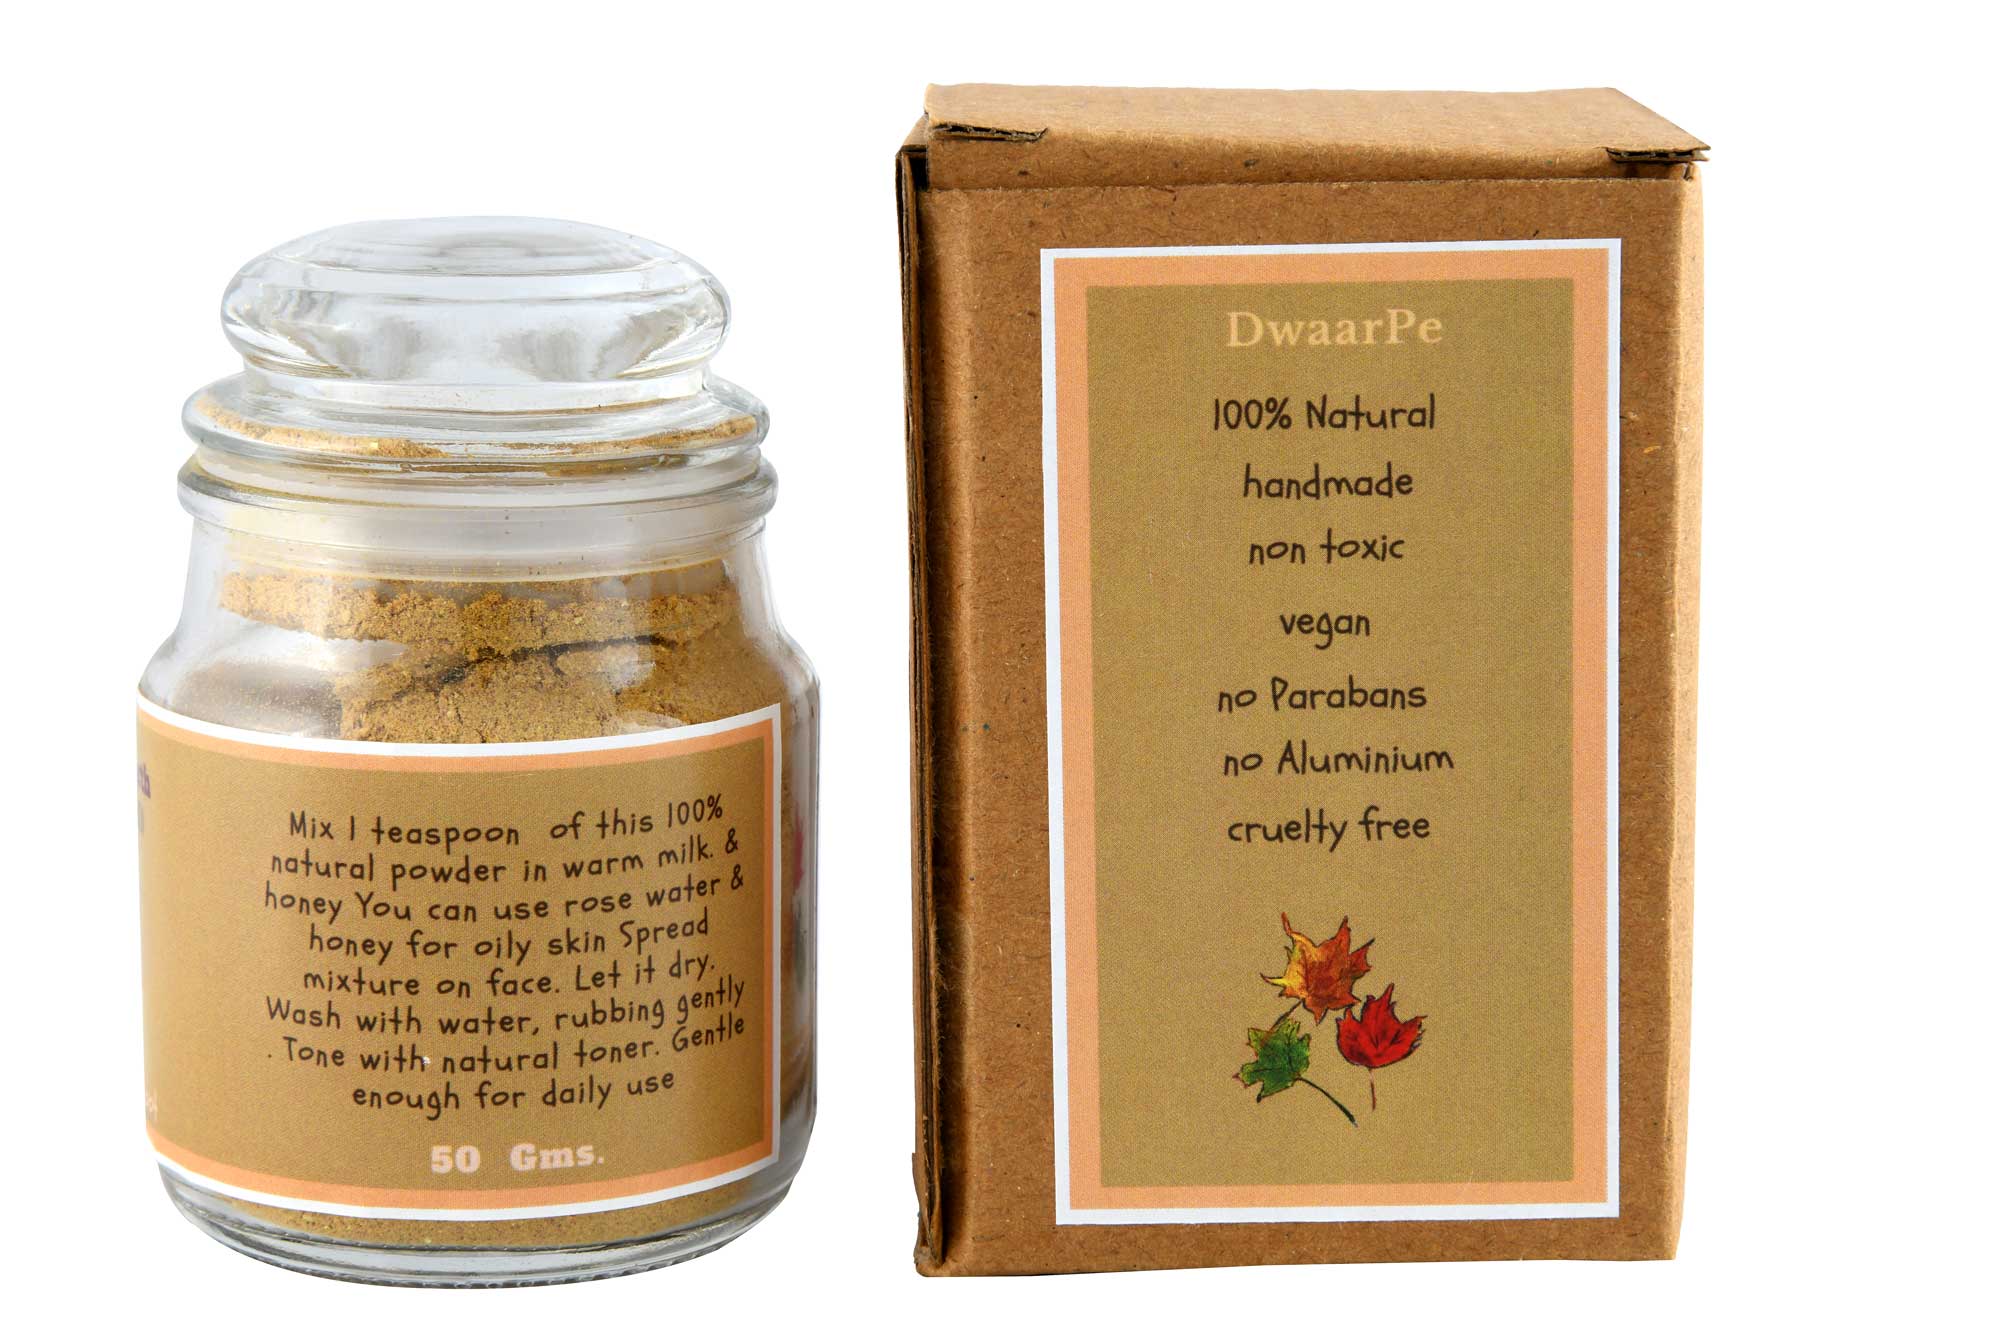 Mix 1 teaspoon of this 100%
natural powder in warm milk. &
honey You can use rose water &
honey for oily skin Spread
mixture on face. Let it dry.
Wash with water, rubbing gently
. Tone with natural toner. Gentle
enough for daily use
50 Gms.
DwaarPe
100% Natural
handmade
non toxic
vegan
no Parabans
no Aluminium
cruelty free